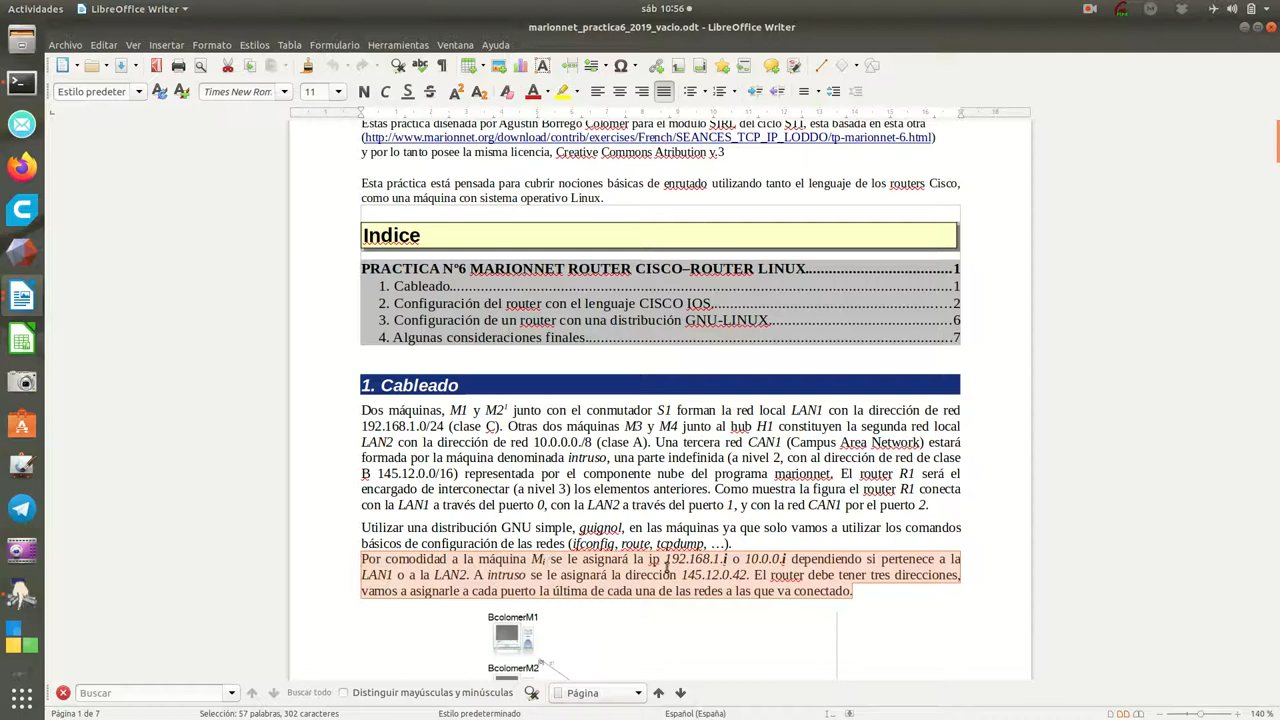 Actividades
LibreOffice Writer
sáb 10:56
marionnet_practica6_2019_vacio.odt - LibreOffice Writer
Archivo Editar Ver Insertar Formato Estilos Tabla Formulario Herramientas Ventana Ayuda
Estilo predeter Times New Rom 11 N C S S
Estas práctica diseñada por Agustín Borrego Colomer para el módulo SIRL del ciclo STI, está basada en esta otra
(http://www.marionnet.org/download/contrib/exercises/French/SEANCES_TCP_IP_LODDO/tp-marionnet-6.html)
y por lo tanto posee la misma licencia, Creative Commons Atribution v.3
Esta práctica está pensada para cubrir nociones básicas de enrutado utilizando tanto el lenguaje de los routers Cisco,
como una máquina con sistema operativo Linux.
Indice
PRACTICA Nº6 MARIONNET ROUTER CISCO–ROUTER LINUX....1
1. Cableado....1
2. Configuración del router con el lenguaje CISCO IOS....2
3. Configuración de un router con una distribución GNU-LINUX....6
4. Algunas consideraciones finales....7
1. Cableado
Dos máquinas, M1 y M2¹ junto con el conmutador S1 forman la red local LAN1 con la dirección de red
192.168.1.0/24 (clase C). Otras dos máquinas M3 y M4 junto al hub H1 constituyen la segunda red local
LAN2 con la dirección de red 10.0.0.0./8 (clase A). Una tercera red CAN1 (Campus Area Network) estará
formada por la máquina denominada intruso, una parte indefinida (a nivel 2, con al dirección de red de clase
B 145.12.0.0/16) representada por el componente nube del programa marionnet. El router R1 será el
encargado de interconectar (a nivel 3) los elementos anteriores. Como muestra la figura el router R1 conecta
con la LAN1 a través del puerto 0, con la LAN2 a través del puerto 1, y con la red CAN1 por el puerto 2.
Utilizar una distribución GNU simple, guignol, en las máquinas ya que solo vamos a utilizar los comandos
básicos de configuración de las redes (ifconfig, route, tcpdump, …).
Por comodidad a la máquina Mi se le asignará la ip 192.168.1.i o 10.0.0.i dependiendo si pertenece a la
LAN1 o a la LAN2. A intruso se le asignará la dirección 145.12.0.42. El router debe tener tres direcciones,
vamos a asignarle a cada puerto la última de cada una de las redes a las que va conectado.
BcolomerM1
BcolomerM2
Buscar Buscar todo Distinguir mayúsculas y minúsculas Página
Página 1 de 7 Selección: 57 palabras, 302 caracteres Estilo predeterminado Español (España) 140 %